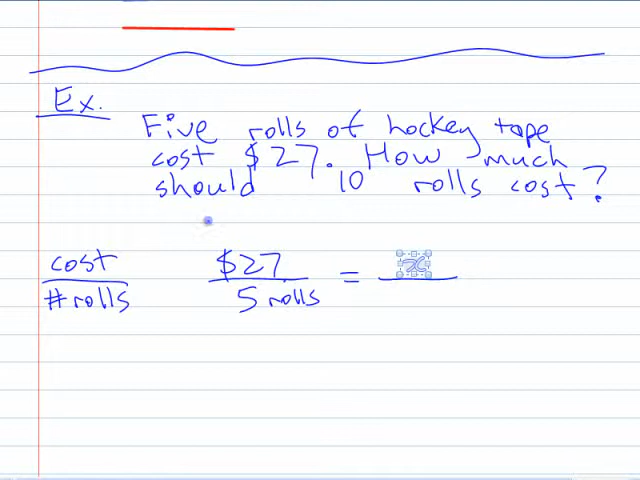 Ex.
Five rolls of hockey tape
cost $27. How much
should 10 rolls cost?
cost $27 x
# rolls 5 rolls =